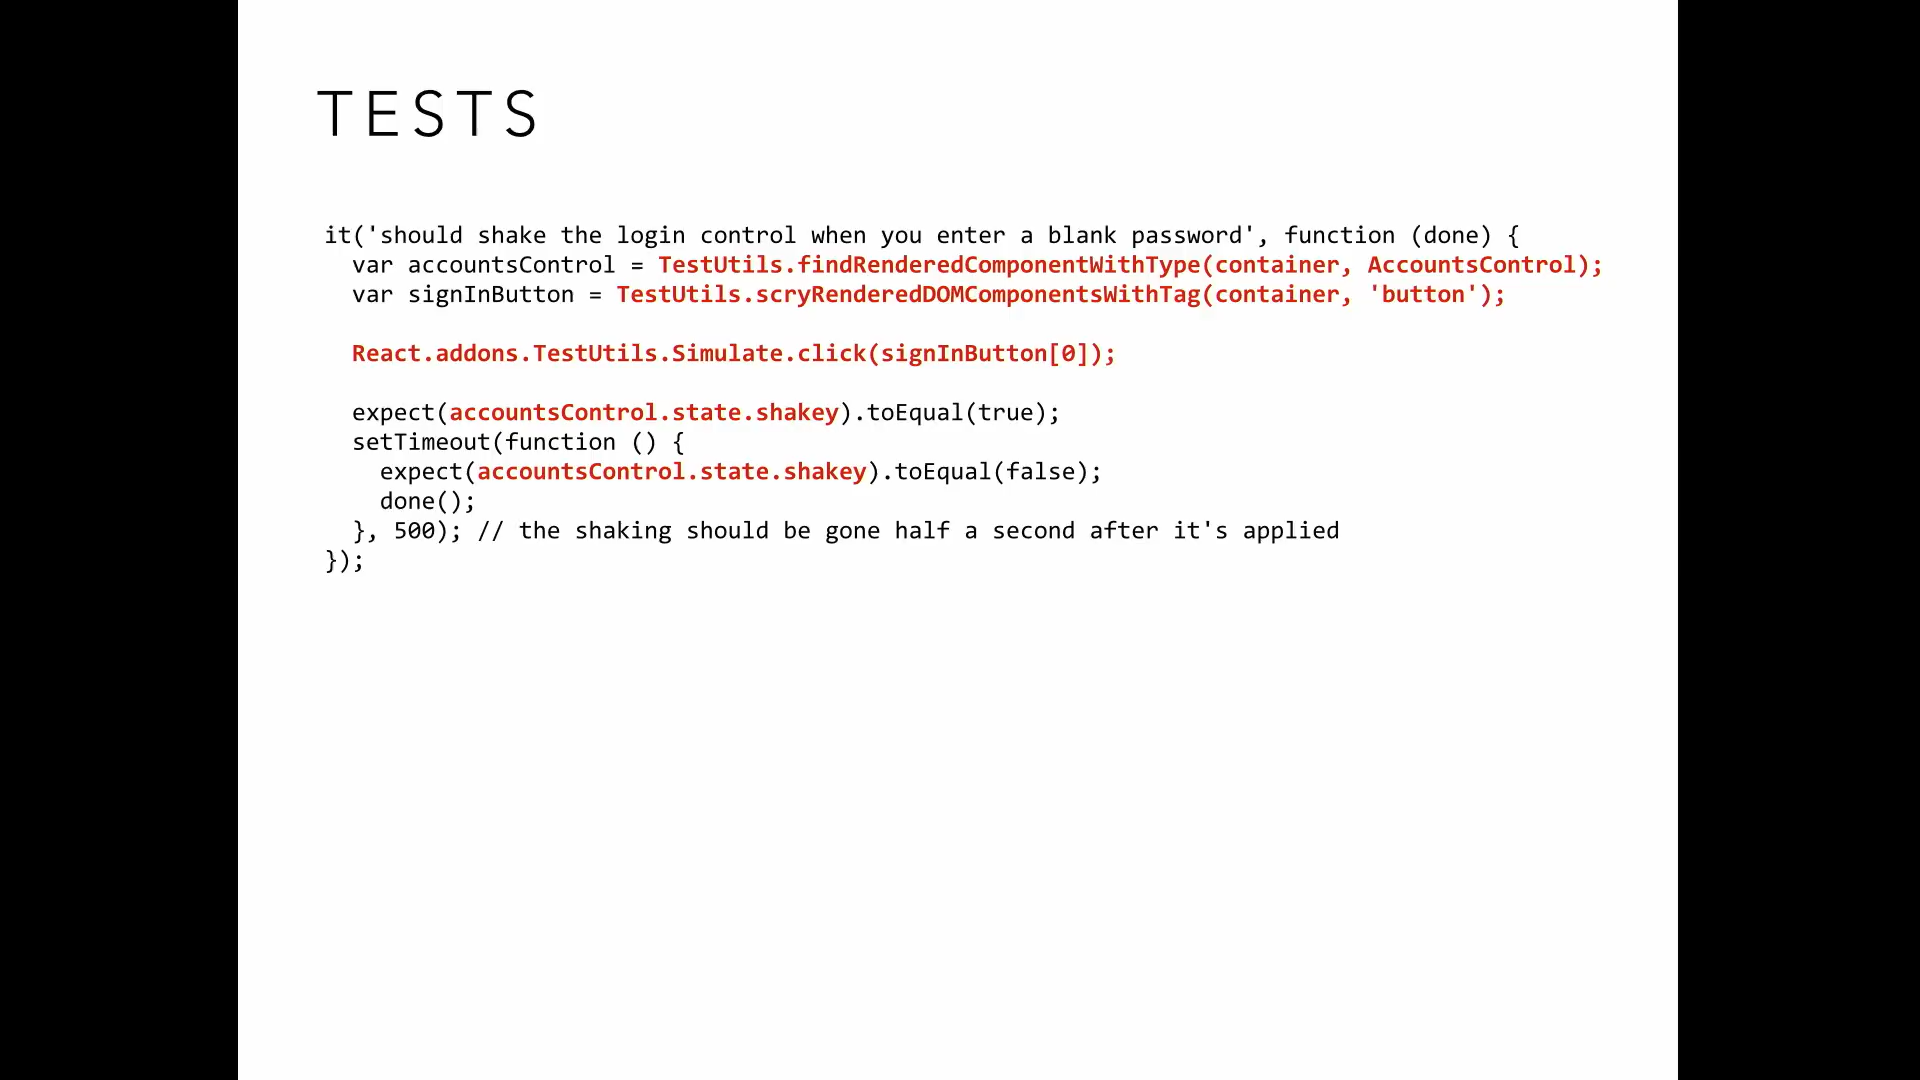 TESTS
it('should shake the login control when you enter a blank password', function (done) {
  var accountsControl = TestUtils.findRenderedComponentWithType(container, AccountsControl);
  var signInButton = TestUtils.scryRenderedDOMComponentsWithTag(container, 'button');
  React.addons.TestUtils.Simulate.click(signInButton[0]);
  expect(accountsControl.state.shakey).toEqual(true);
  setTimeout(function () {
    expect(accountsControl.state.shakey).toEqual(false);
    done();
  }, 500); // the shaking should be gone half a second after it's applied
});